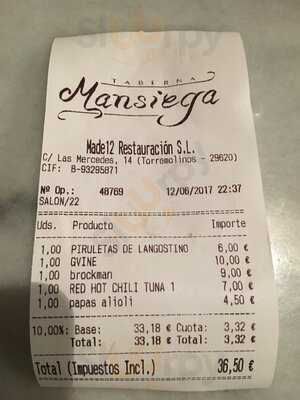 TABERNA
Mansiega
Made12 Restauración S.L.
C/ Las Mercedes, 14 (Torremolinos - 29620)
CIF: B-93295871
Nº Op.: 48769 12/06/2017 22:37
SALON/22
Uds. Producto Importe
1,00 PIRULETAS DE LANGOSTINO 6,00 €
1,00 GVINE 10,00 €
1,00 brockman 9,00 €
1,00 RED HOT CHILI TUNA 1 7,00 €
1,00 papas alioli 4,50 €
10,00%: Base: 33,18 € Cuota: 3,32 €
Total: 33,18 € Total: 3,32 €
Total (Impuestos Incl.) 36,50 €